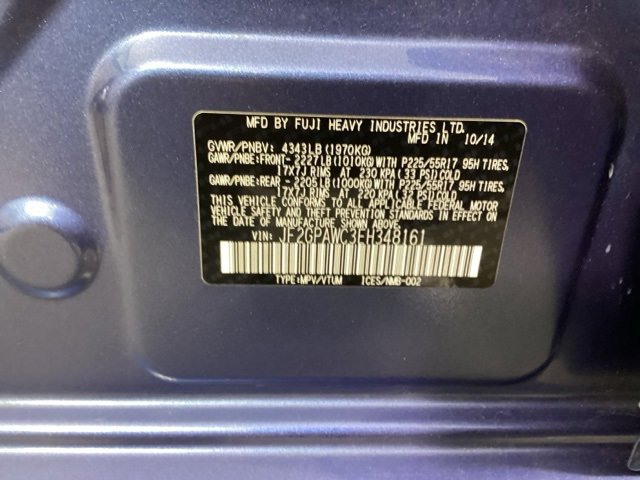 MFD BY FUJI HEAVY INDUSTRIES LTD.
MFD IN 10/14
GVWR/PNBV: 4343LB (1970KG)
GAWR/PNBE:FRONT- 2227LB(1010KG)WITH P225/55R17 95H TIRES.
17X7J RIMS AT 230 KPA( 33 PSI)COLD
GAWR/PNBE:REAR - 2205LB(1000KG)WITH P225/55R17 95H TIRES.
17X7J RIMS AT 230 KPA( 33 PSI)COLD
THIS VEHICLE CONFORMS TO ALL APPLICABLE FEDERAL MOTOR
VEHICLE SAFETY AND THEFT PREVENTION STANDARDS IN EFFECT ON
THE DATE OF MANUFACTURE SHOWN ABOVE.
VIN: JF2GPAWC3EH348161
TYPE:MPV/VTUM ICES/NMB-002